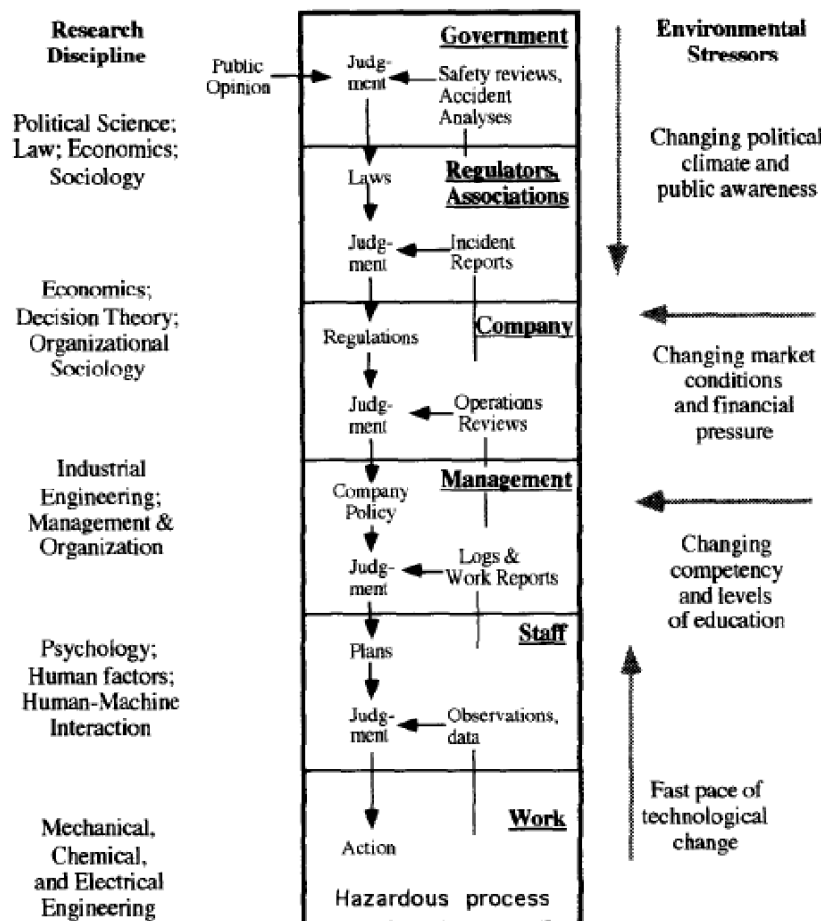 Research
Discipline
Political Science;
Law; Economics;
Sociology
Economics;
Decision Theory;
Organizational
Sociology
Industrial
Engineering;
Management &
Organization
Psychology;
Human factors;
Human-Machine
Interaction
Mechanical,
Chemical,
and Electrical
Engineering
Public
Opinion
Government
Judg-
ment
Safety reviews,
Accident
Analyses
Regulators,
Associations
Laws
Judg-
ment
Incident
Reports
Company
Regulations
Judg-
ment
Operations
Reviews
Management
Company
Policy
Judg-
ment
Logs &
Work Reports
Staff
Plans
Judg-
ment
Observations,
data
Work
Action
Hazardous process
Environmental
Stressors
Changing political
climate and
public awareness
Changing market
conditions
and financial
pressure
Changing
competency
and levels
of education
Fast pace of
technological
change